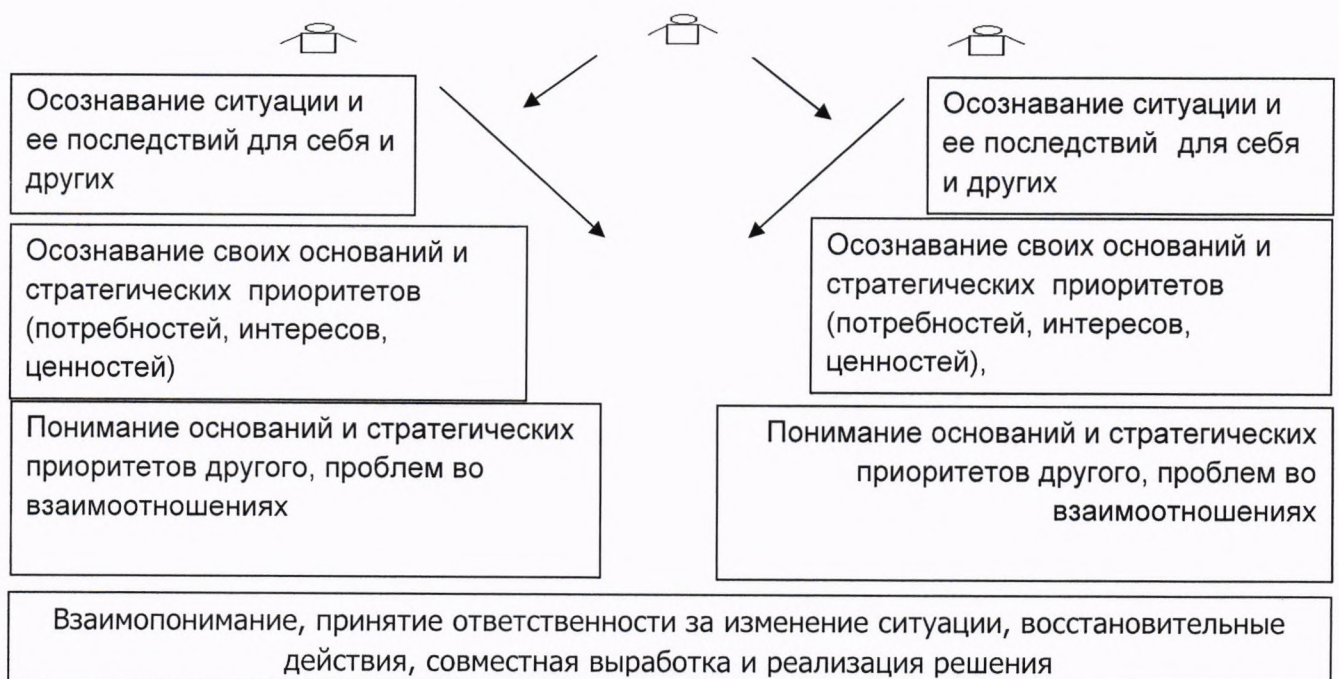 Осознавание ситуации и
ее последствий для себя и
других
Осознавание ситуации и
ее последствий для себя
и других
Осознавание своих оснований и
стратегических приоритетов
(потребностей, интересов,
ценностей)
Осознавание своих оснований и
стратегических приоритетов
(потребностей, интересов,
ценностей),
Понимание оснований и стратегических
приоритетов другого, проблем во
взаимоотношениях
Понимание оснований и стратегических
приоритетов другого, проблем во
взаимоотношениях
Взаимопонимание, принятие ответственности за изменение ситуации, восстановительные
действия, совместная выработка и реализация решения